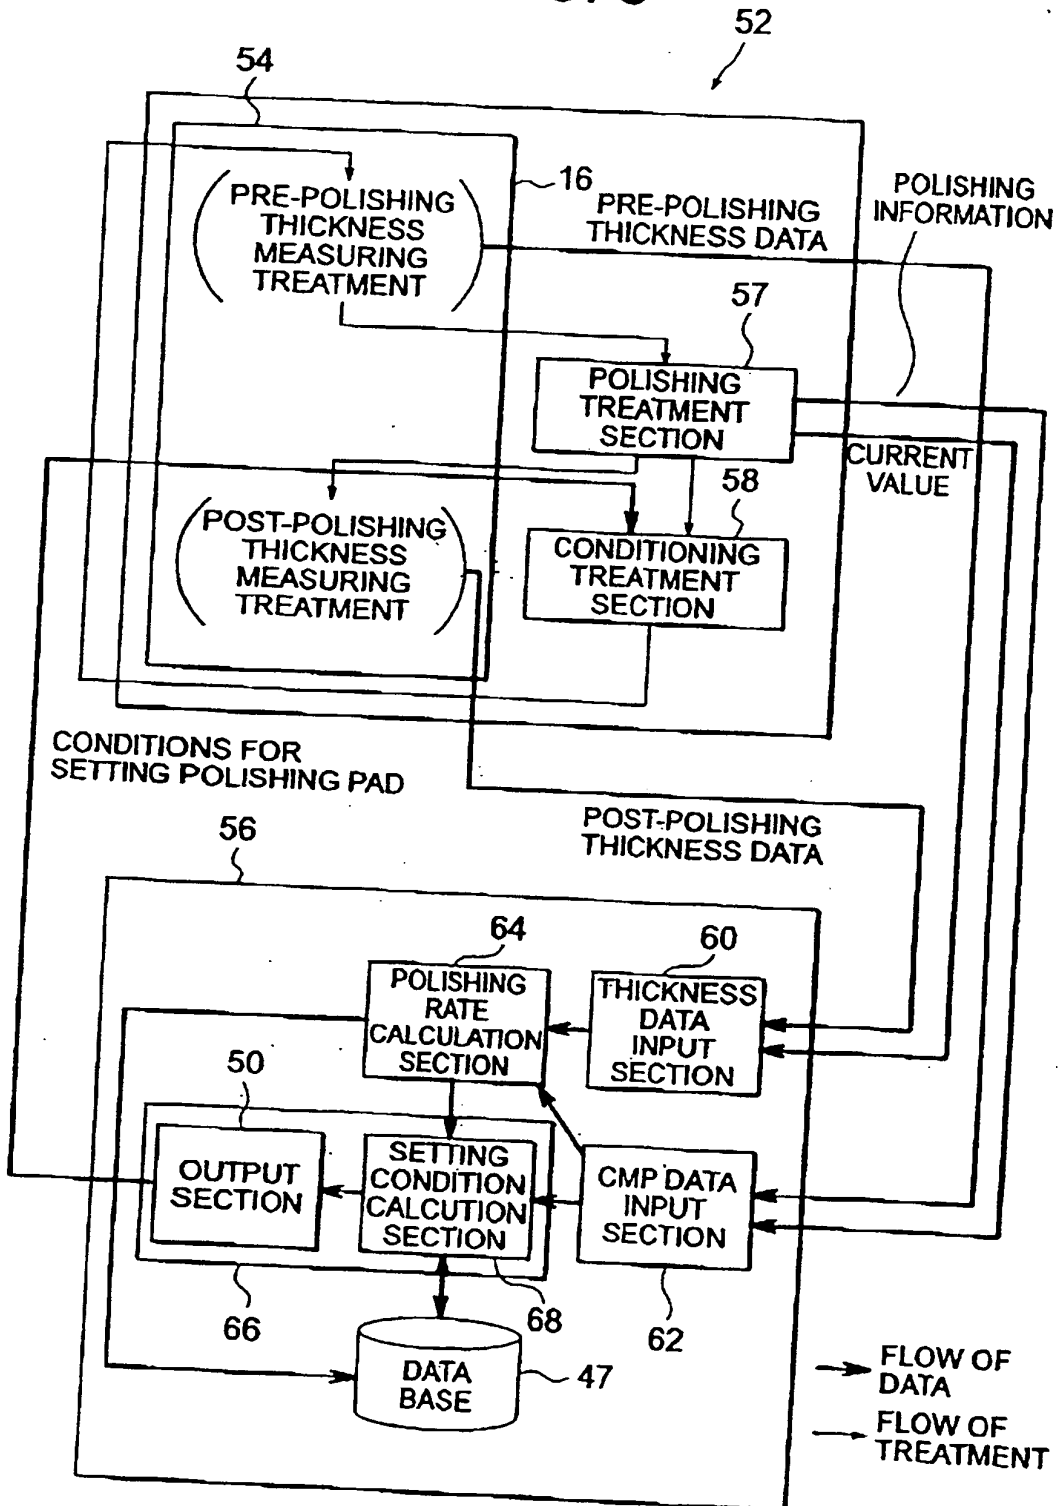 52
54
16
PRE-POLISHING
THICKNESS
MEASURING
TREATMENT
PRE-POLISHING
THICKNESS DATA
POLISHING
INFORMATION
57
POLISHING
TREATMENT
SECTION
CURRENT
VALUE
58
POST-POLISHING
THICKNESS
MEASURING
TREATMENT
CONDITIONING
TREATMENT
SECTION
CONDITIONS FOR
SETTING POLISHING PAD
POST-POLISHING
THICKNESS DATA
56
64
60
POLISHING
RATE
CALCULATION
SECTION
THICKNESS
DATA
INPUT
SECTION
50
OUTPUT
SECTION
SETTING
CONDITION
CALCUTION
SECTION
CMP DATA
INPUT
SECTION
66
68
62
DATA
BASE
47
FLOW OF
DATA
FLOW OF
TREATMENT